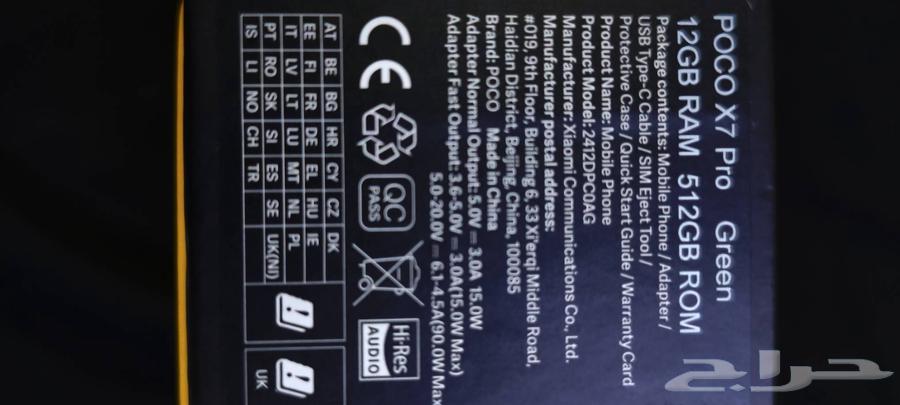 POCO X7 Pro Green
12GB RAM 512GB ROM
Package contents: Mobile Phone / Adapter /
USB Type-C Cable / SIM Eject Tool /
Protective Case / Quick Start Guide / Warranty Card
Product Name: Mobile Phone
Product Model: 2412DPC0AG
Manufacturer: Xiaomi Communications Co., Ltd.
Manufacturer postal address:
#019, 9th Floor, Building 6, 33 Xi'erqi Middle Road,
Haidian District, Beijing, China, 100085
Brand: POCO Made in China
Adapter Normal Output: 5.0V ⎓ 3.0A 15.0W
Adapter Fast Output: 3.6-5.0V ⎓ 3.0A(15.0W Max)
5.0-20.0V ⎓ 6.1-4.5A(90.0W Max
CE QC PASS Hi-Res AUDIO
AT BE BG HR CY CZ DK
EE FI FR DE EL HU IE
IT LV LT LU MT NL PL
PT RO SK SI ES SE UK(NI)
IS LI NO CH TR
UK
حراج